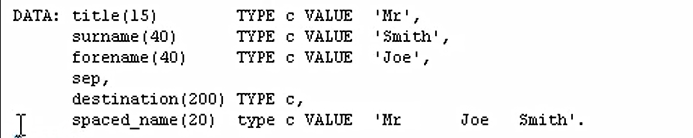 DATA: title(15)       TYPE c VALUE  'Mr',
      surname(40)     TYPE c VALUE  'Smith',
      forename(40)    TYPE c VALUE  'Joe',
      sep,
      destination(200) TYPE c,
      spaced_name(20)  type c VALUE  'Mr      Joe   Smith'.